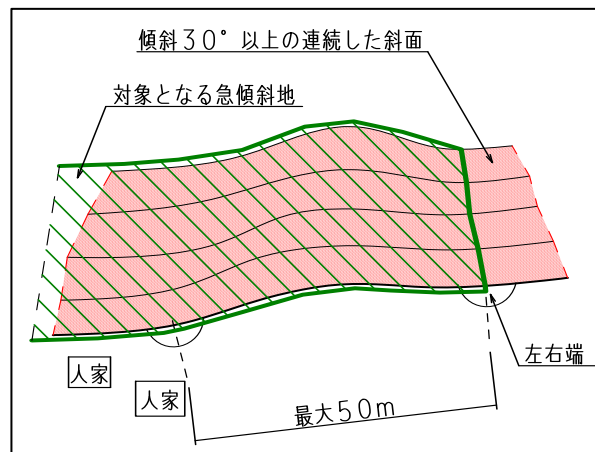 傾斜３０°以上の連続した斜面
対象となる急傾斜地
左右端
人家
人家
最大５０ｍ